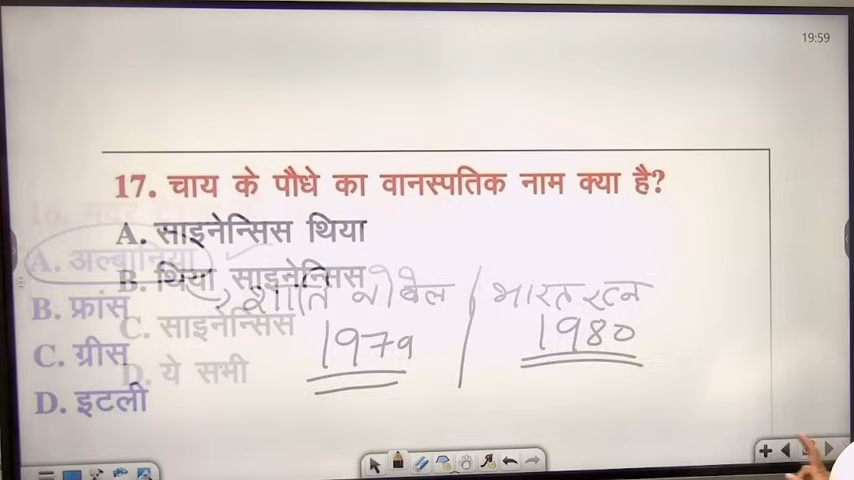 19:59
17. चाय के पौधे का वानस्पतिक नाम क्या है?
A. साइनेन्सिस थिया
B. थिया साइनेन्सिस
C. साइनेन्सिस
D. ये सभी
A. अल्बानिया
B. फ्रांस
C. ग्रीस
D. इटली
शांति नोबेल / भारत रत्न
1979 / 1980